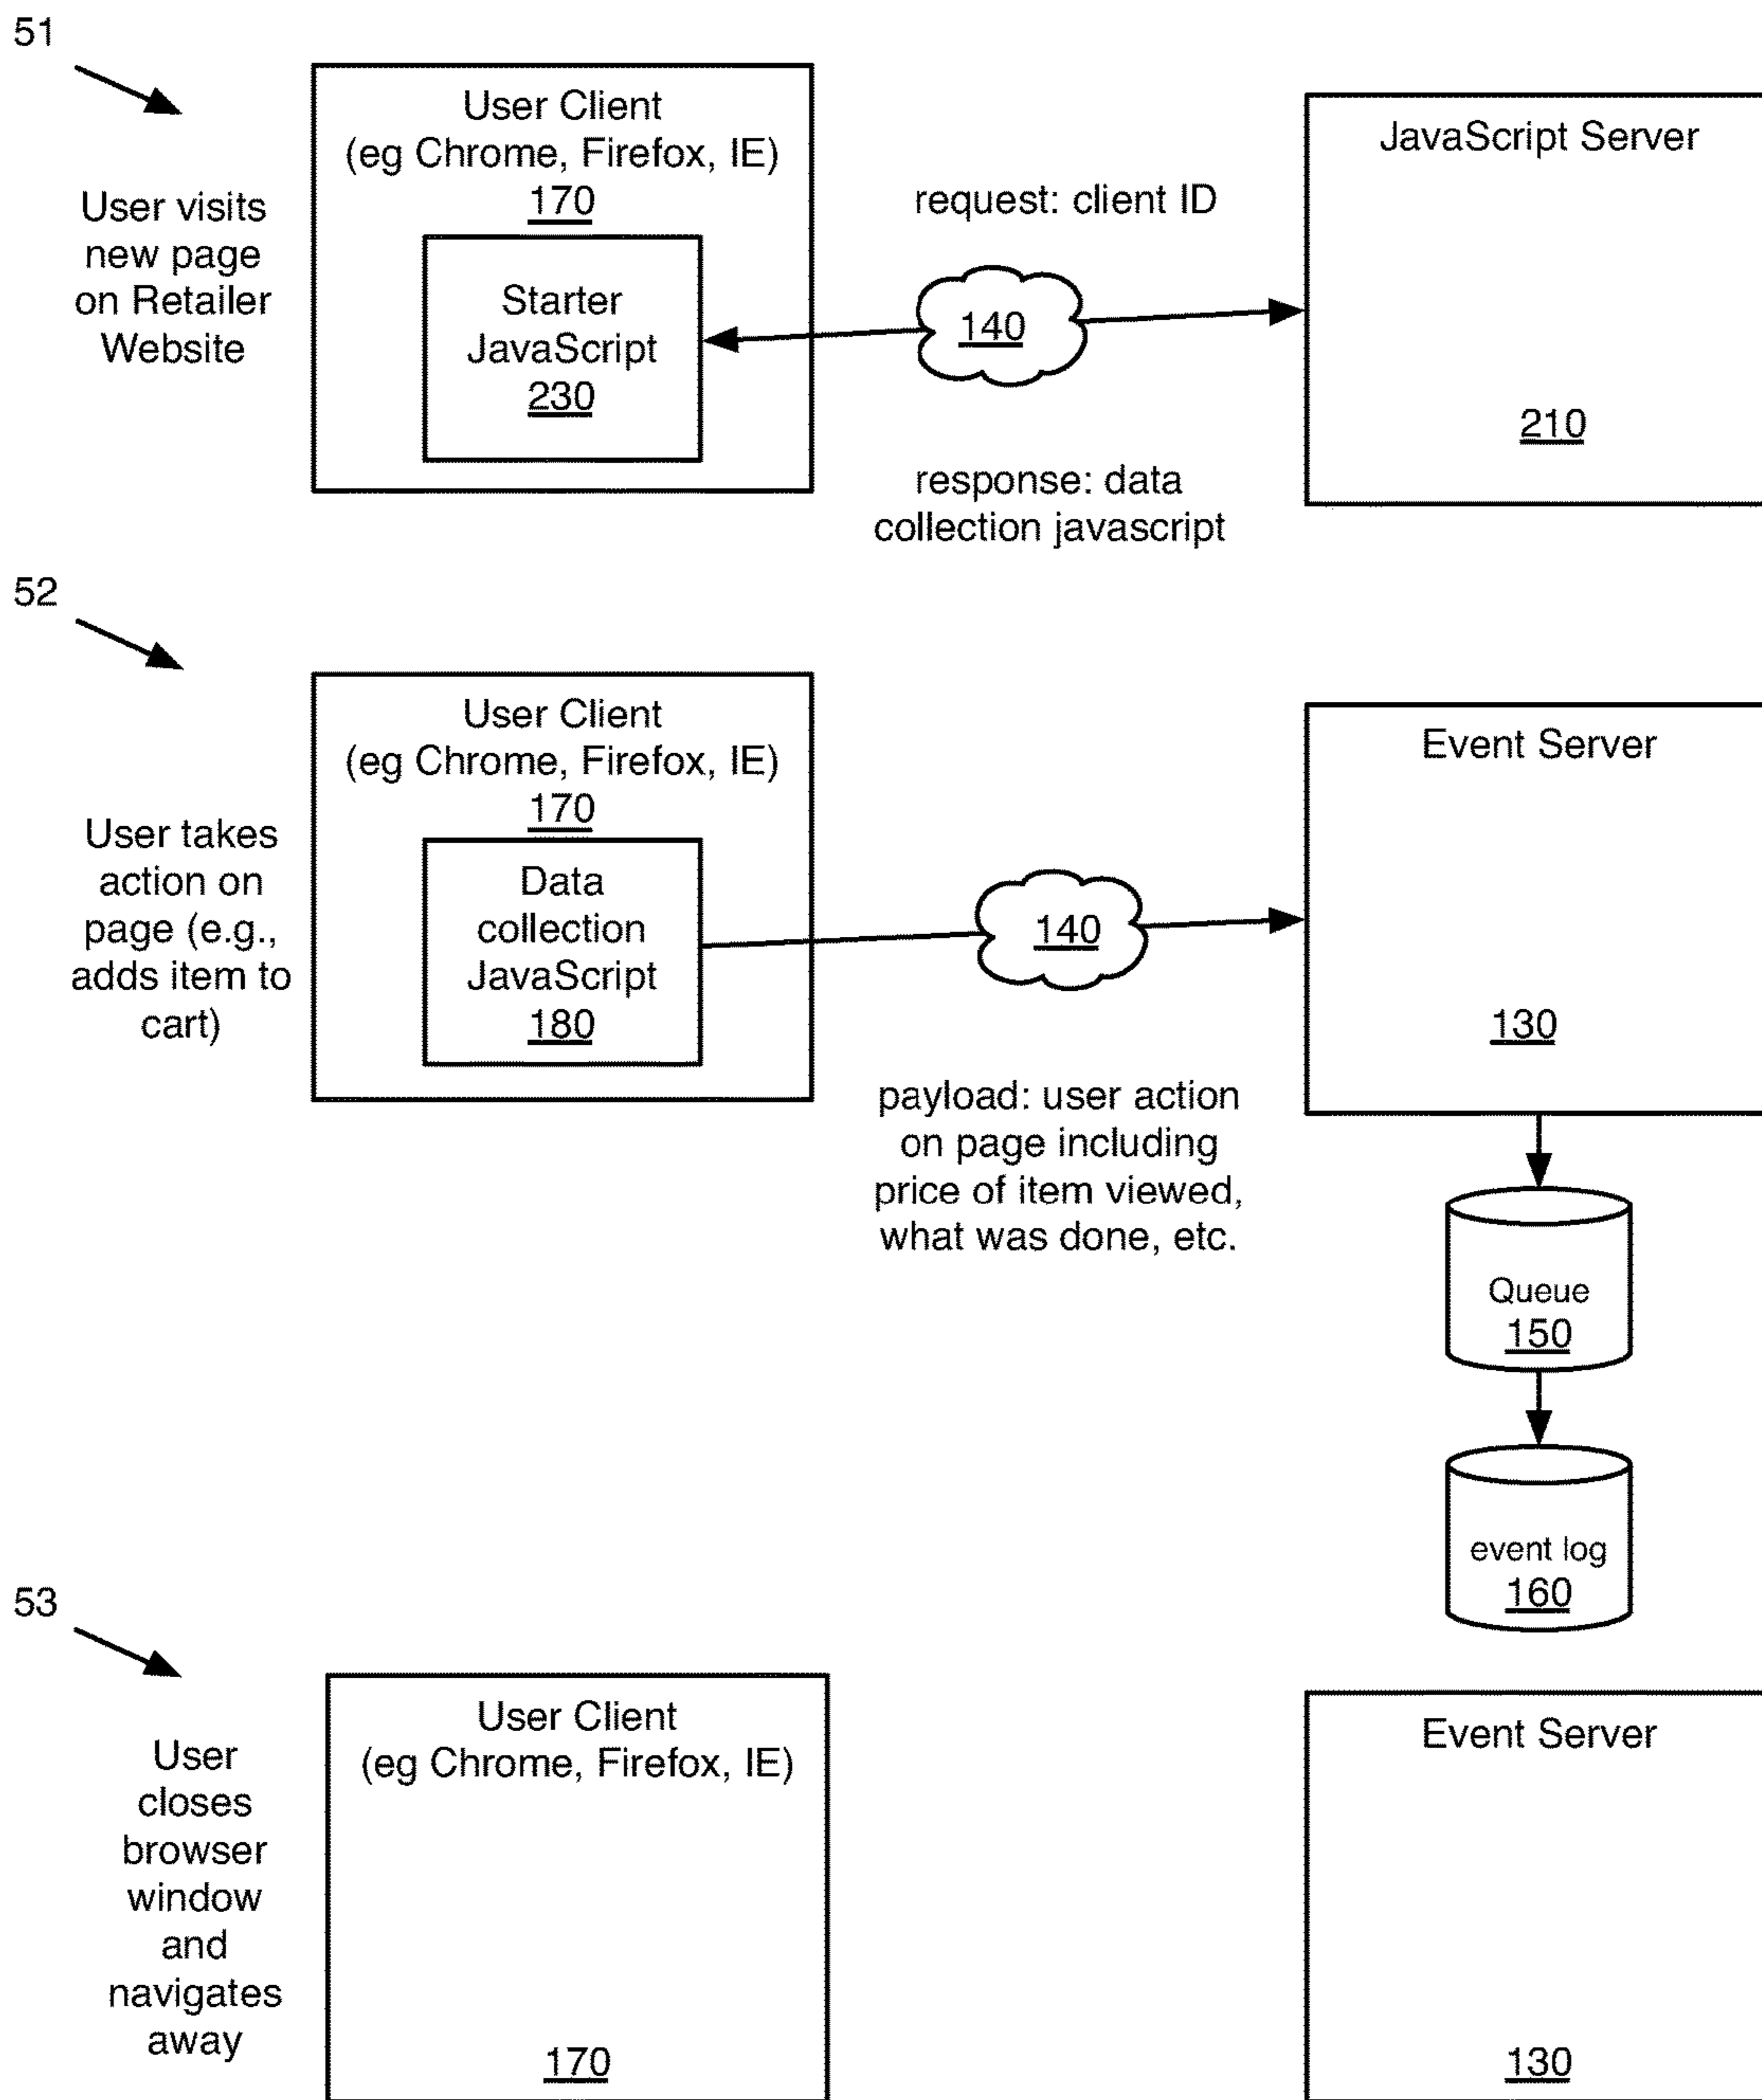 51
User visits
new page
on Retailer
Website
User Client
(eg Chrome, Firefox, IE)
170
Starter
JavaScript
230
request: client ID
140
response: data
collection javascript
JavaScript Server
210
52
User takes
action on
page (e.g.,
adds item to
cart)
User Client
(eg Chrome, Firefox, IE)
170
Data
collection
JavaScript
180
140
payload: user action
on page including
price of item viewed,
what was done, etc.
Event Server
130
Queue
150
event log
160
53
User
closes
browser
window
and
navigates
away
User Client
(eg Chrome, Firefox, IE)
170
Event Server
130